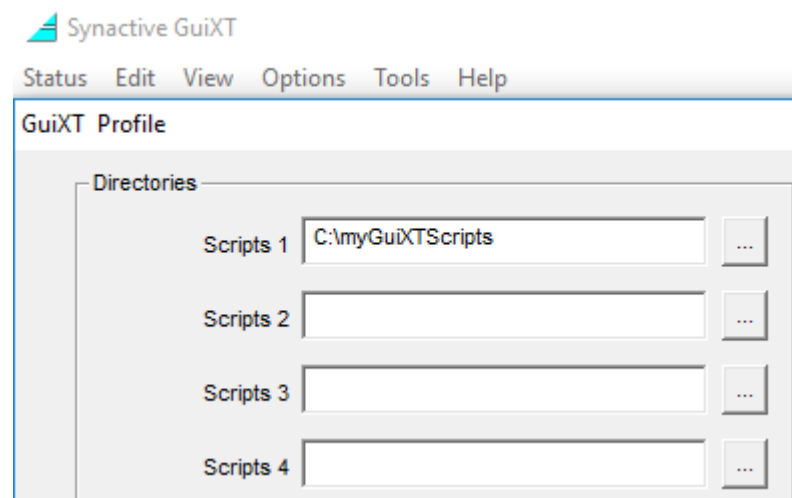 Synactive GuiXT
Status Edit View Options Tools Help
GuiXT Profile
Directories
Scripts 1 C:\myGuiXTScripts ...
Scripts 2 ...
Scripts 3 ...
Scripts 4 ...